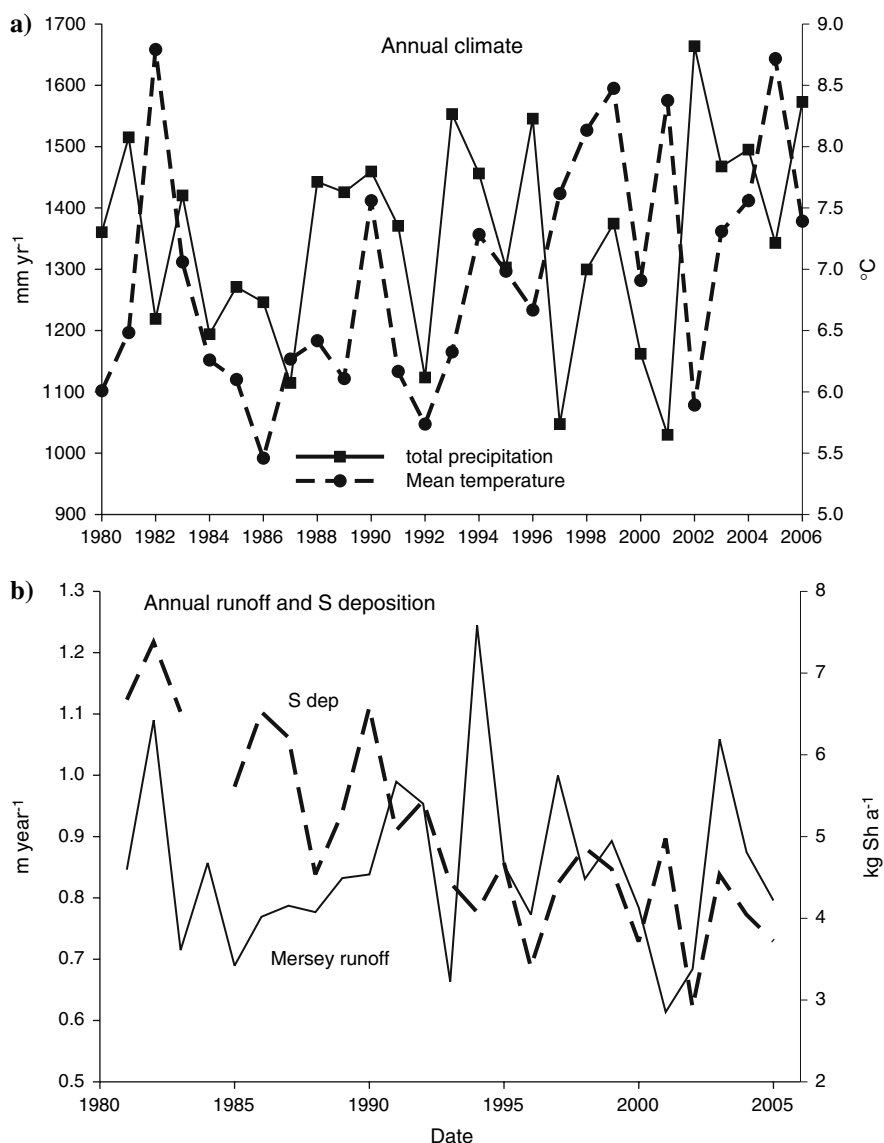 a)
Annual climate
1700
1600
1500
1400
1300
1200
1100
1000
900
mm yr-1
9.0
8.5
8.0
7.5
7.0
6.5
6.0
5.5
5.0
°C
total precipitation
Mean temperature
1980 1982 1984 1986 1988 1990 1992 1994 1996 1998 2000 2002 2004 2006
b)
Annual runoff and S deposition
1.3
1.2
1.1
1.0
0.9
0.8
0.7
0.6
0.5
m year-1
8
7
6
5
4
3
2
kg Sh a-1
S dep
Mersey runoff
1980 1985 1990 1995 2000 2005
Date